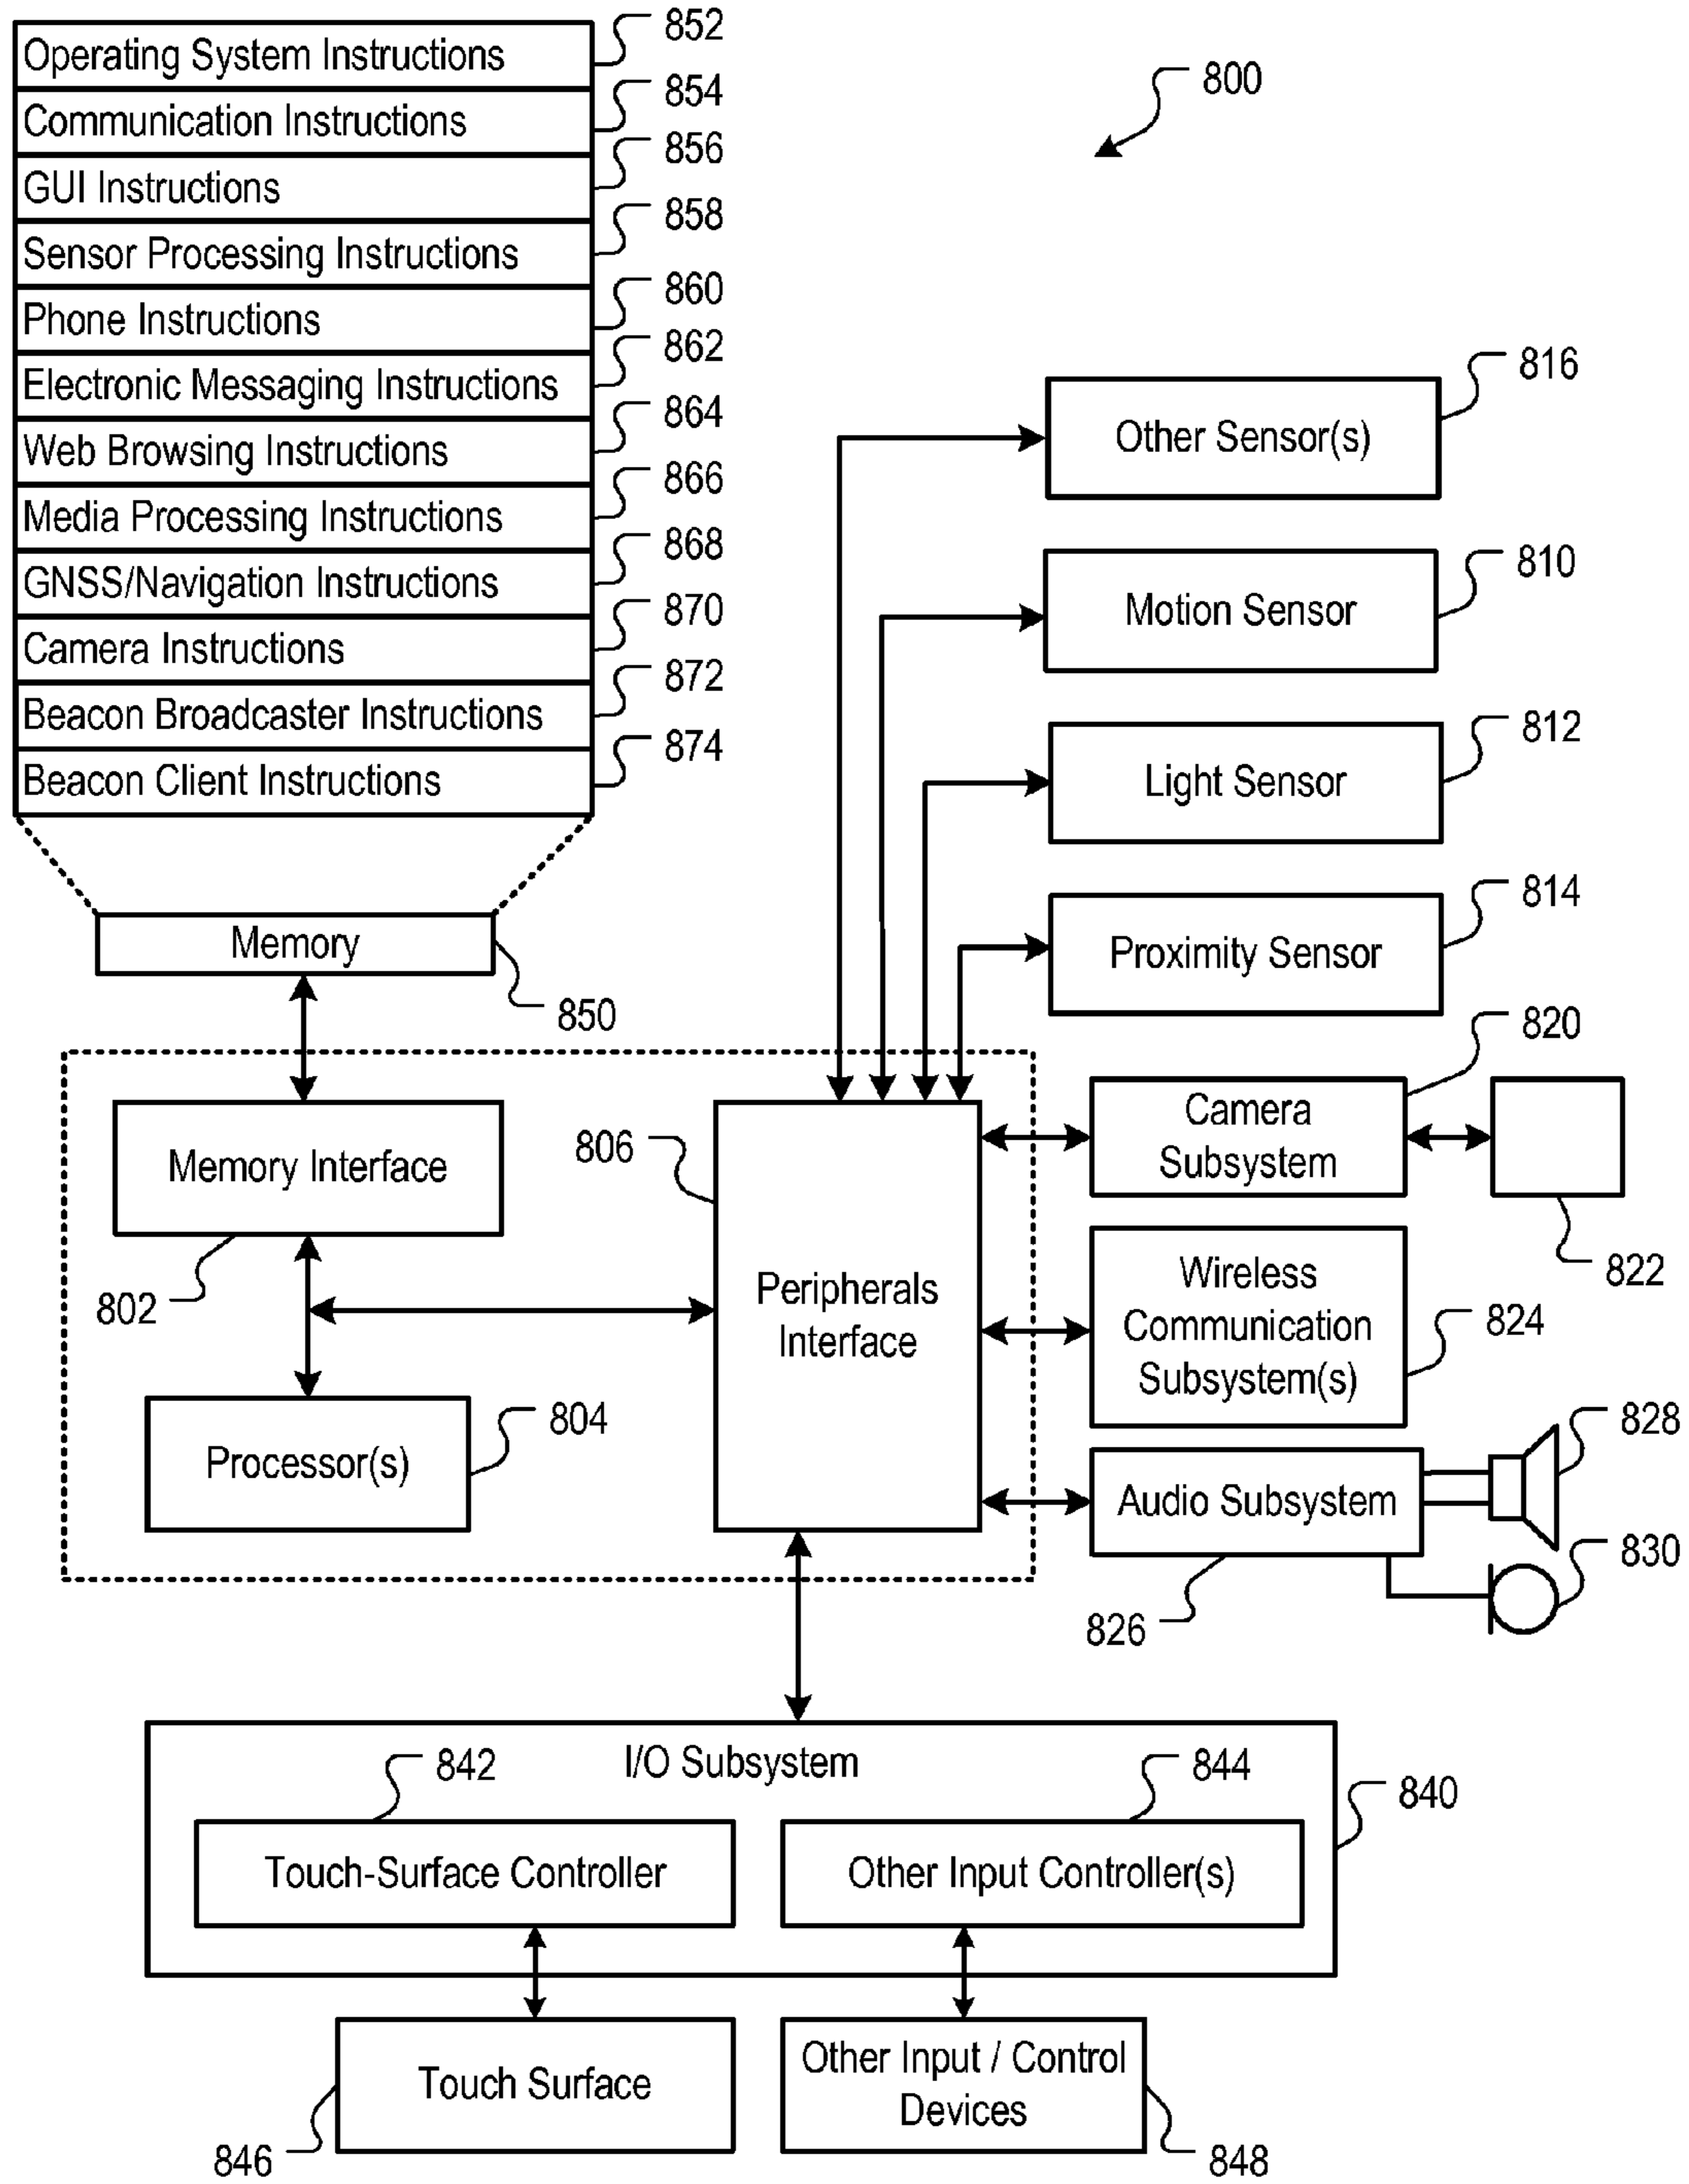 852
Operating System Instructions
800
854
Communication Instructions
856
GUI Instructions
858
Sensor Processing Instructions
860
Phone Instructions
862
Electronic Messaging Instructions
864
Web Browsing Instructions
866
Media Processing Instructions
868
GNSS/Navigation Instructions
870
Camera Instructions
872
Beacon Broadcaster Instructions
874
Beacon Client Instructions
Memory
850
816
Other Sensor(s)
810
Motion Sensor
812
Light Sensor
814
Proximity Sensor
820
Camera
Subsystem
822
Memory Interface
802
806
Peripherals
Interface
Wireless
Communication
Subsystem(s)
824
Processor(s)
804
828
Audio Subsystem
830
826
I/O Subsystem
842
844
840
Touch-Surface Controller
Other Input Controller(s)
Touch Surface
846
Other Input / Control
Devices
848